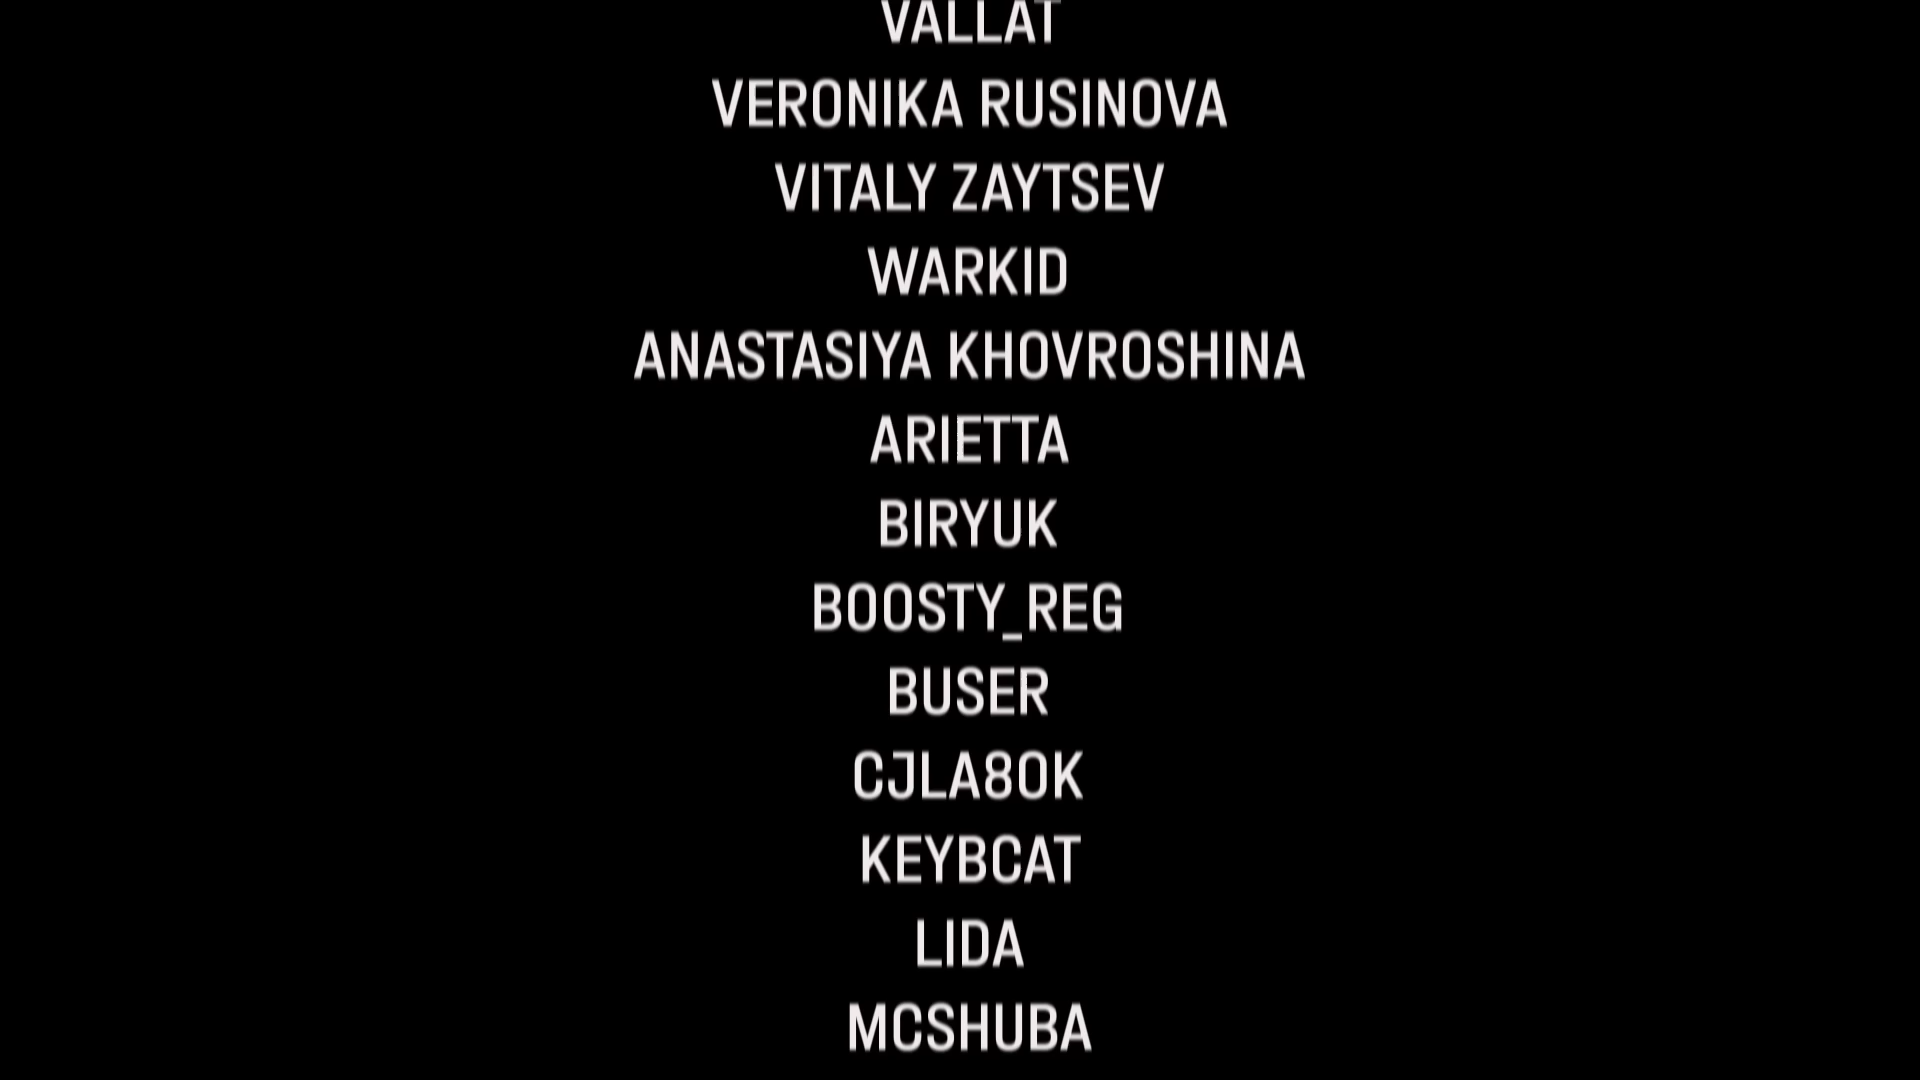 VALLAT
VERONIKA RUSINOVA
VITALY ZAYTSEV
WARKID
ANASTASIYA KHOVROSHINA
ARIETTA
BIRYUK
BOOSTY_REG
BUSER
CJLA8OK
KEYBCAT
LIDA
MCSHUBA